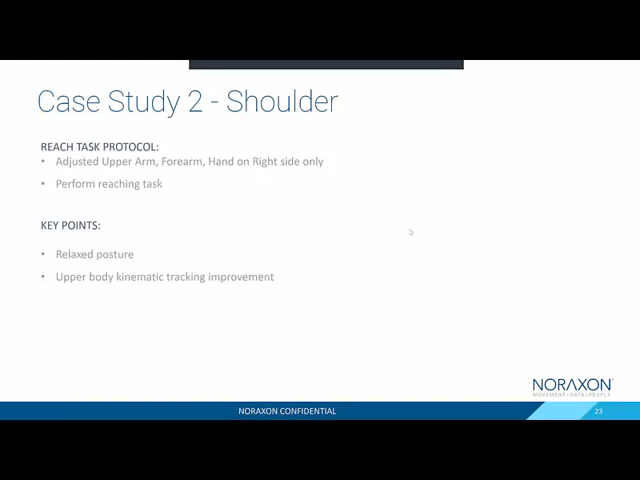 Case Study 2 - Shoulder
REACH TASK PROTOCOL:
• Adjusted Upper Arm, Forearm, Hand on Right side only
• Perform reaching task
KEY POINTS:
• Relaxed posture
• Upper body kinematic tracking improvement
NORAXON
MOVEMENT • DATA • PEOPLE
NORAXON CONFIDENTIAL
23